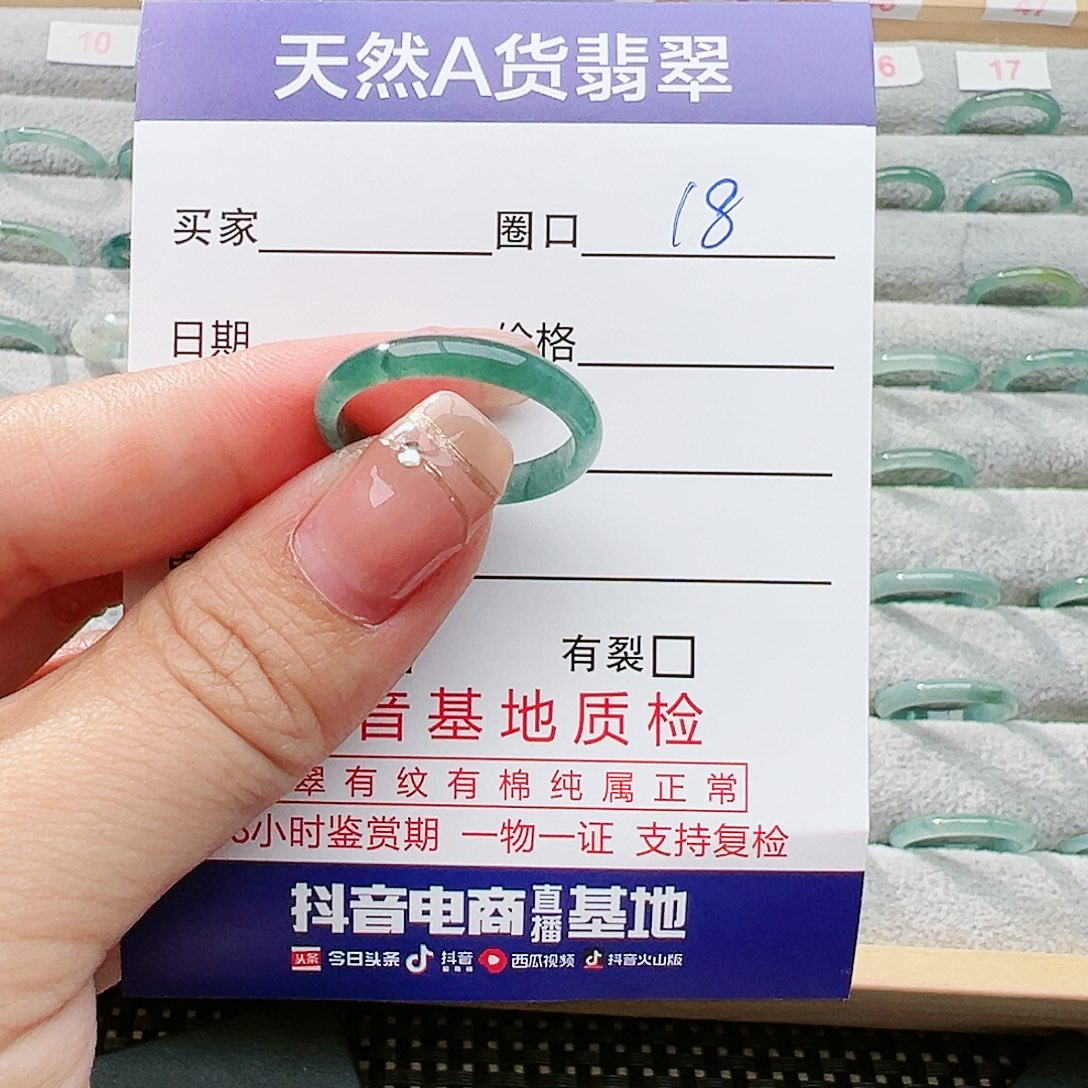 10
6
17
47
天然A货翡翠
买家 圈口 18
日期 价格
有裂
音基地质检
翠有纹有棉纯属正常
8小时鉴赏期 一物一证 支持复检
抖音电商直播基地
头条 今日头条 抖音 西瓜视频 抖音火山版